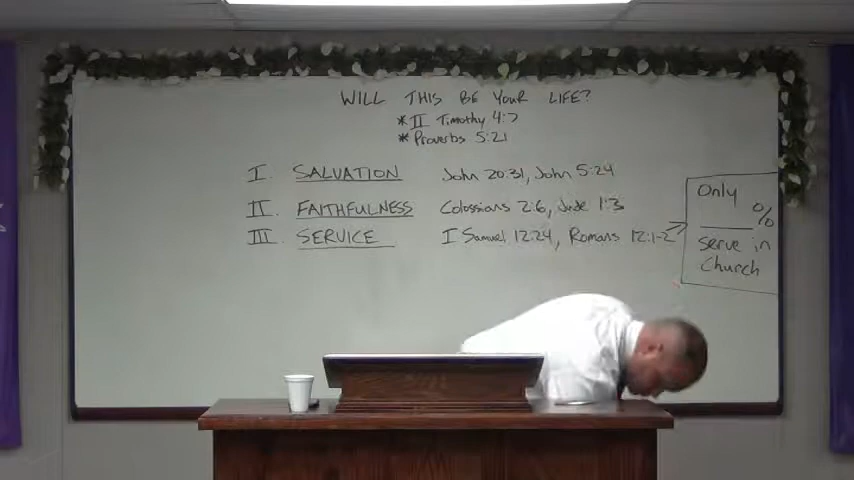 WILL THIS BE YOUR LIFE?
* II Timothy 4:7
* Proverbs 5:21
I. SALVATION John 20:31, John 5:24
II. FAITHFULNESS Colossians 2:6, Jude 1:3
III. SERVICE I Samuel 12:24, Romans 12:1-2
Only
____ %
Serve in
Church